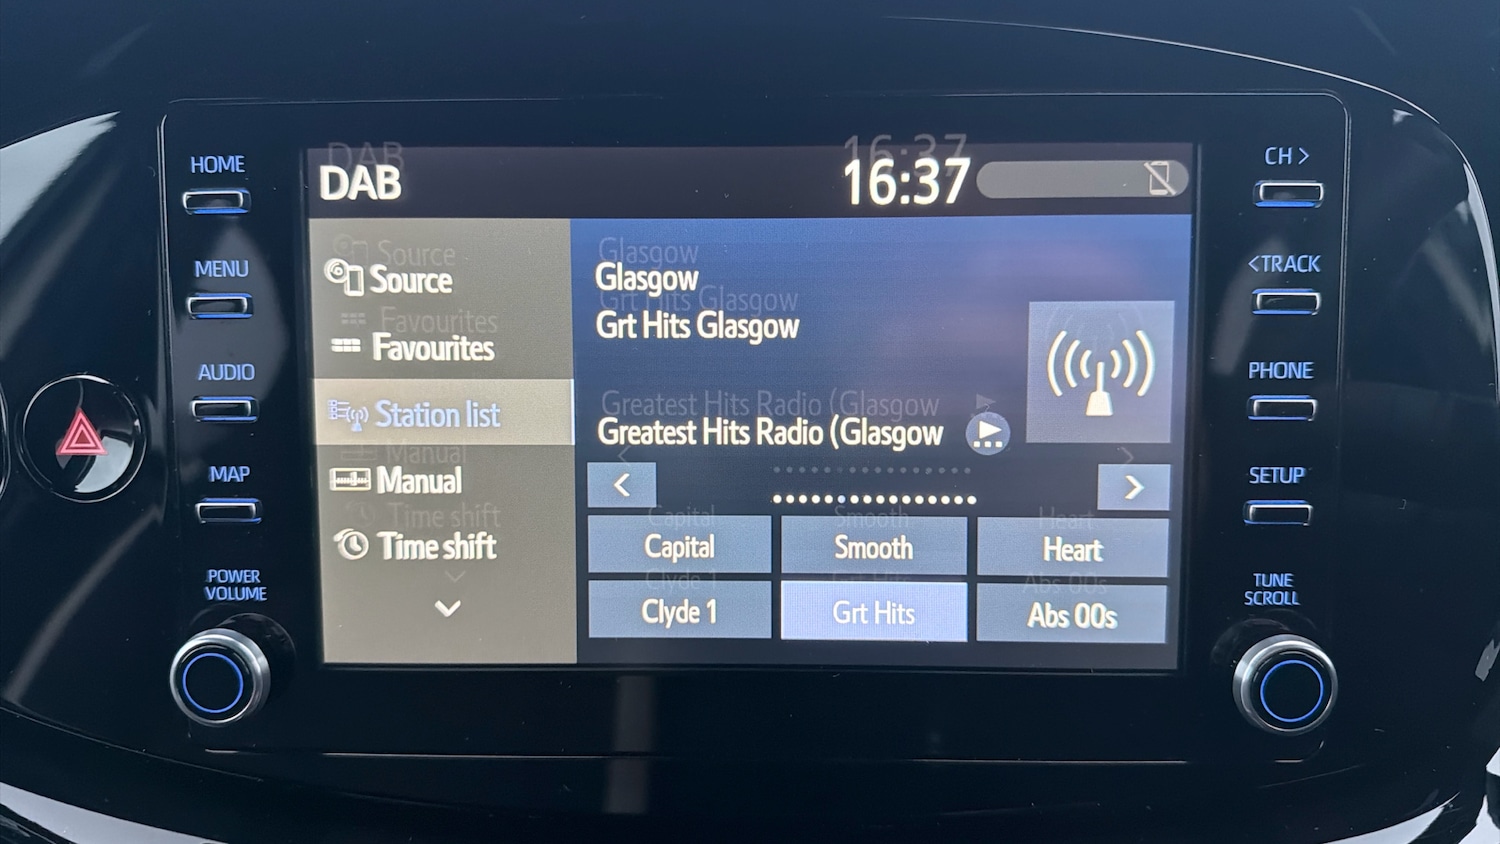 HOME
MENU
AUDIO
MAP
POWER
VOLUME
DAB
16:37
Source
Favourites
Station list
Manual
Time shift
Glasgow
Grt Hits Glasgow
Greatest Hits Radio (Glasgow
<
>
Capital
Smooth
Heart
Clyde 1
Grt Hits
Abs 00s
CH >
<TRACK
PHONE
SETUP
TUNE
SCROLL